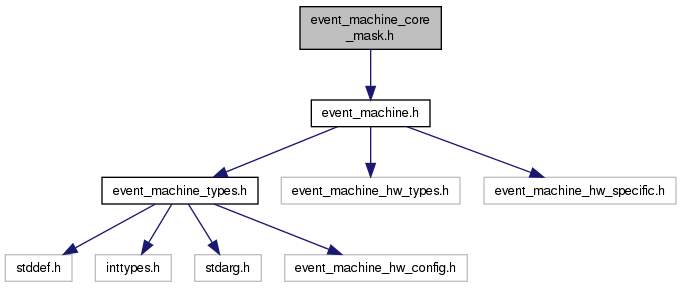 event_machine_core
_mask.h
event_machine.h
event_machine_types.h
event_machine_hw_types.h
event_machine_hw_specific.h
stddef.h
inttypes.h
stdarg.h
event_machine_hw_config.h